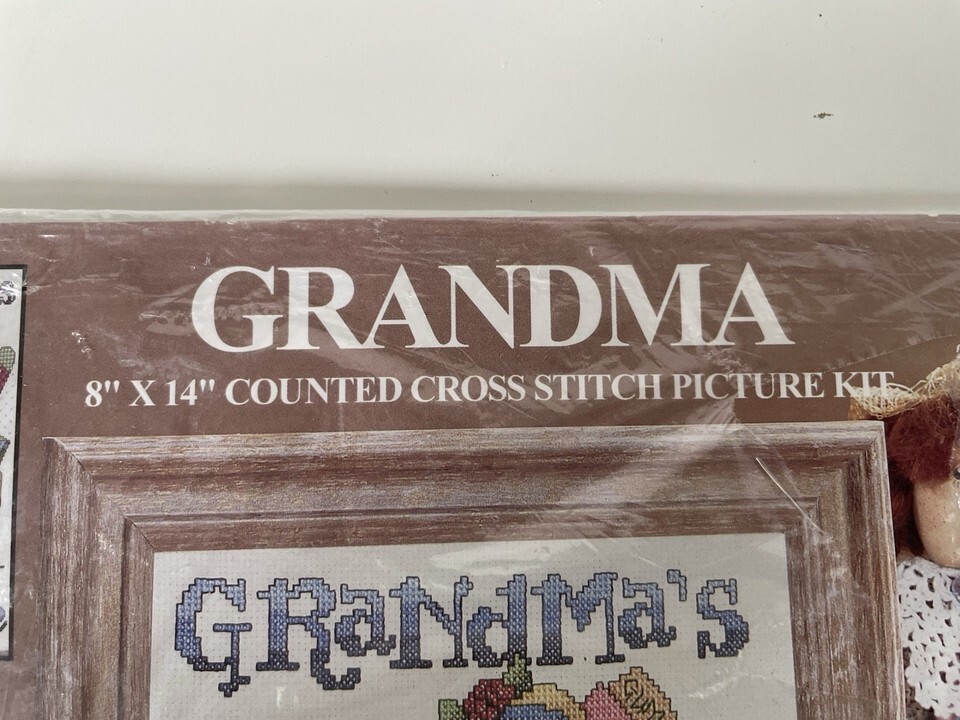 GRANDMA
8" X 14" COUNTED CROSS STITCH PICTURE KIT
GRaNdMa's